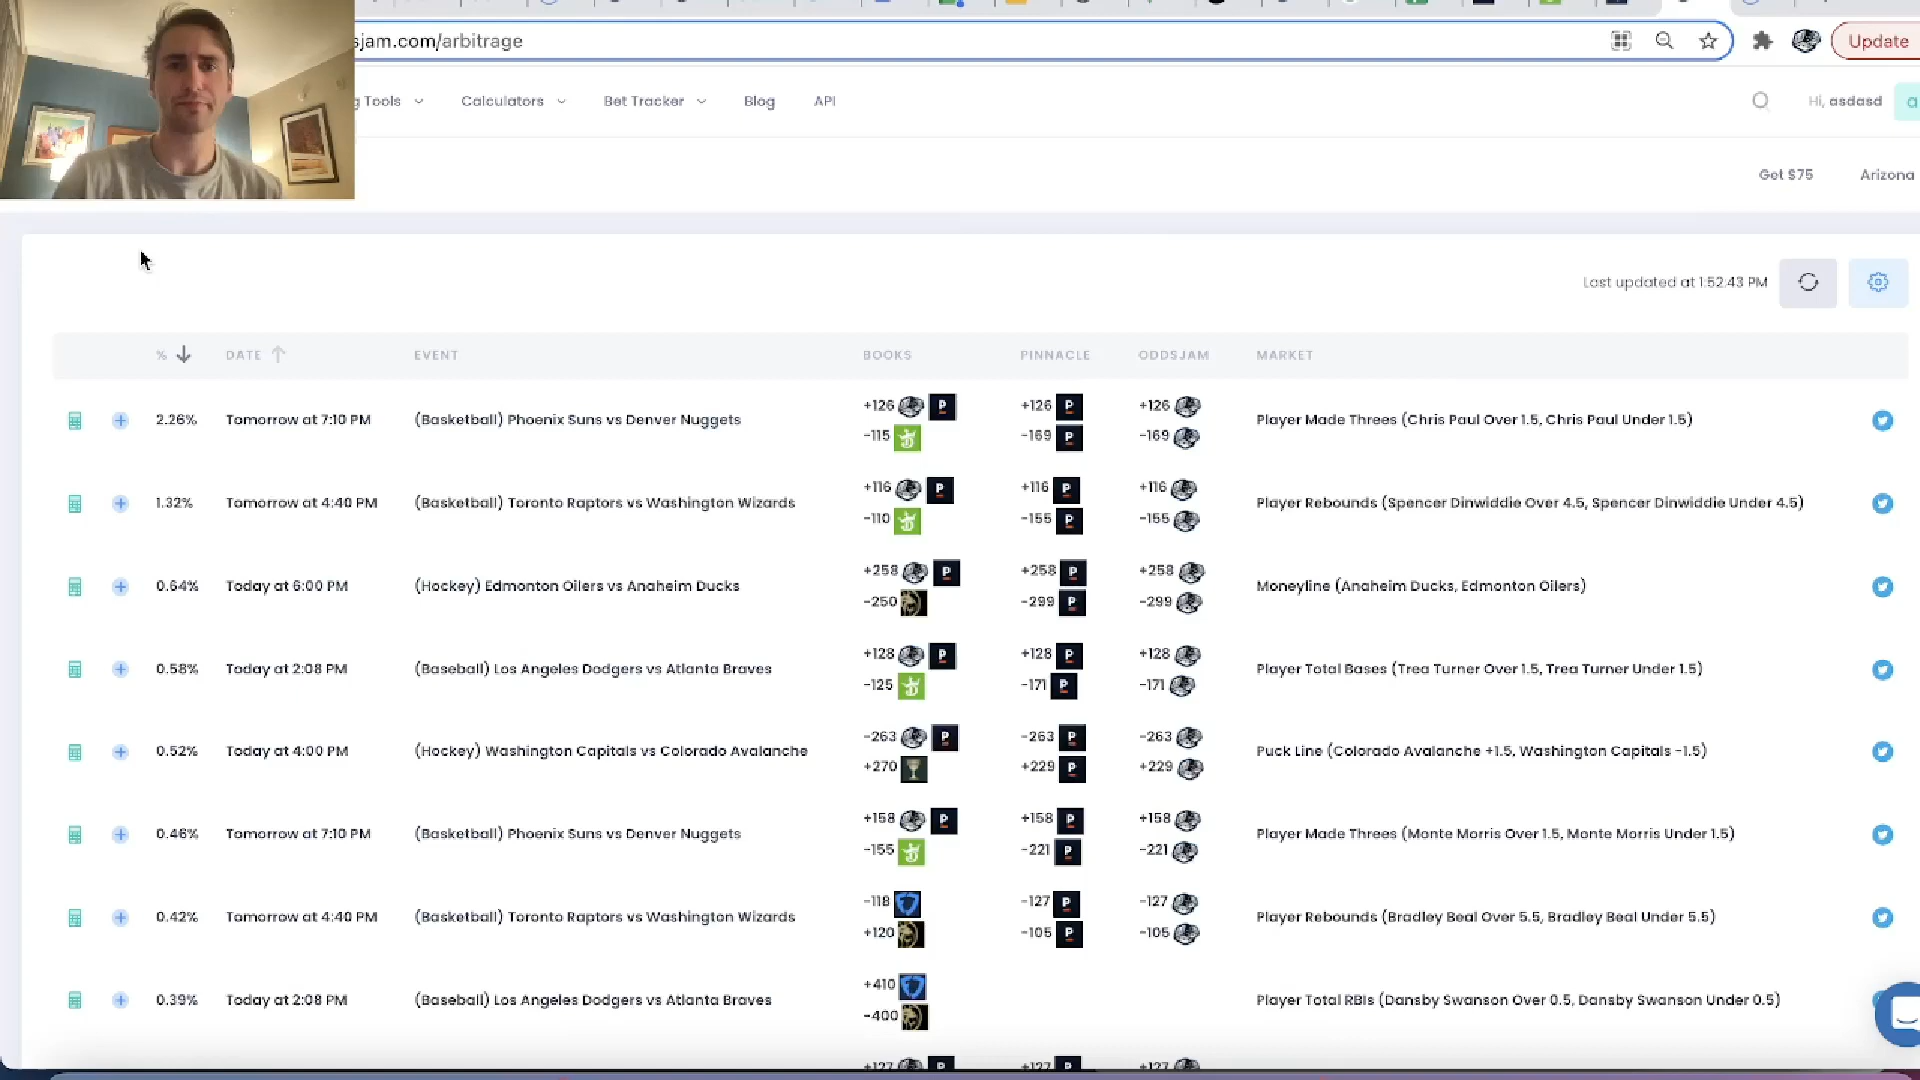 sjam.com/arbitrage
Update
g Tools
Calculators
Bet Tracker
Blog
API
Hi, asdasd
a
Get $75
Arizona
Last updated at 1:52:43 PM
% DATE EVENT BOOKS PINNACLE ODDSJAM MARKET
2.26% Tomorrow at 7:10 PM (Basketball) Phoenix Suns vs Denver Nuggets +126 P +126 P +126 Player Made Threes (Chris Paul Over 1.5, Chris Paul Under 1.5)
-115 -169 P -169
1.32% Tomorrow at 4:40 PM (Basketball) Toronto Raptors vs Washington Wizards +116 P +116 P +116 Player Rebounds (Spencer Dinwiddie Over 4.5, Spencer Dinwiddie Under 4.5)
-110 -155 P -155
0.64% Today at 6:00 PM (Hockey) Edmonton Oilers vs Anaheim Ducks +258 P +258 P +258 Moneyline (Anaheim Ducks, Edmonton Oilers)
-250 -299 P -299
0.58% Today at 2:08 PM (Baseball) Los Angeles Dodgers vs Atlanta Braves +128 P +128 P +128 Player Total Bases (Trea Turner Over 1.5, Trea Turner Under 1.5)
-125 -171 P -171
0.52% Today at 4:00 PM (Hockey) Washington Capitals vs Colorado Avalanche -263 P -263 P -263 Puck Line (Colorado Avalanche +1.5, Washington Capitals -1.5)
+270 +229 P +229
0.46% Tomorrow at 7:10 PM (Basketball) Phoenix Suns vs Denver Nuggets +158 P +158 P +158 Player Made Threes (Monte Morris Over 1.5, Monte Morris Under 1.5)
-155 -221 P -221
0.42% Tomorrow at 4:40 PM (Basketball) Toronto Raptors vs Washington Wizards -118 -127 P -127 Player Rebounds (Bradley Beal Over 5.5, Bradley Beal Under 5.5)
+120 -105 P -105
0.39% Today at 2:08 PM (Baseball) Los Angeles Dodgers vs Atlanta Braves +410 Player Total RBIs (Dansby Swanson Over 0.5, Dansby Swanson Under 0.5)
-400
+127 P +127 P +127